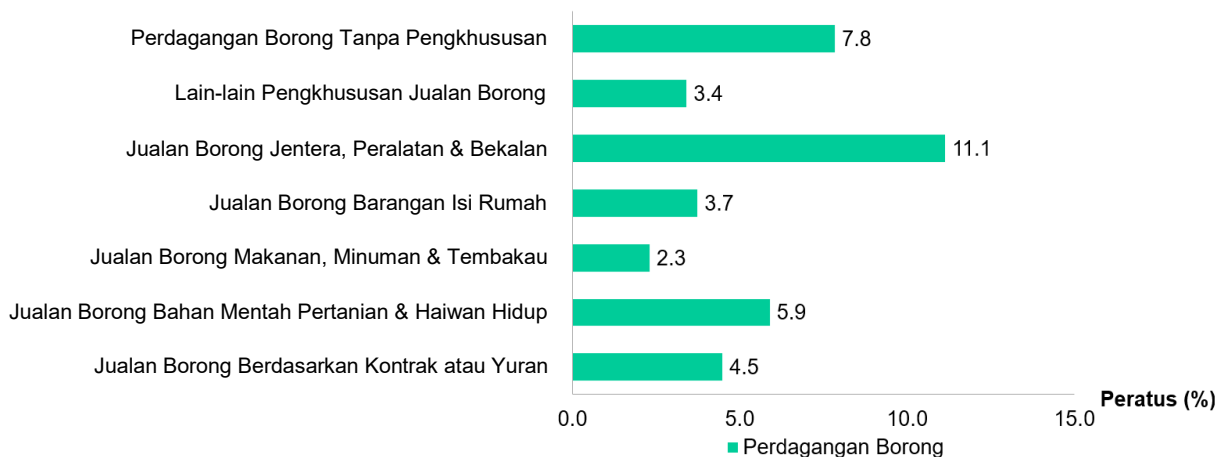 Perdagangan Borong Tanpa Pengkhususan 7.8
Lain-lain Pengkhususan Jualan Borong 3.4
Jualan Borong Jentera, Peralatan & Bekalan 11.1
Jualan Borong Barangan Isi Rumah 3.7
Jualan Borong Makanan, Minuman & Tembakau 2.3
Jualan Borong Bahan Mentah Pertanian & Haiwan Hidup 5.9
Jualan Borong Berdasarkan Kontrak atau Yuran 4.5
Peratus (%)
0.0 5.0 10.0 15.0
Perdagangan Borong